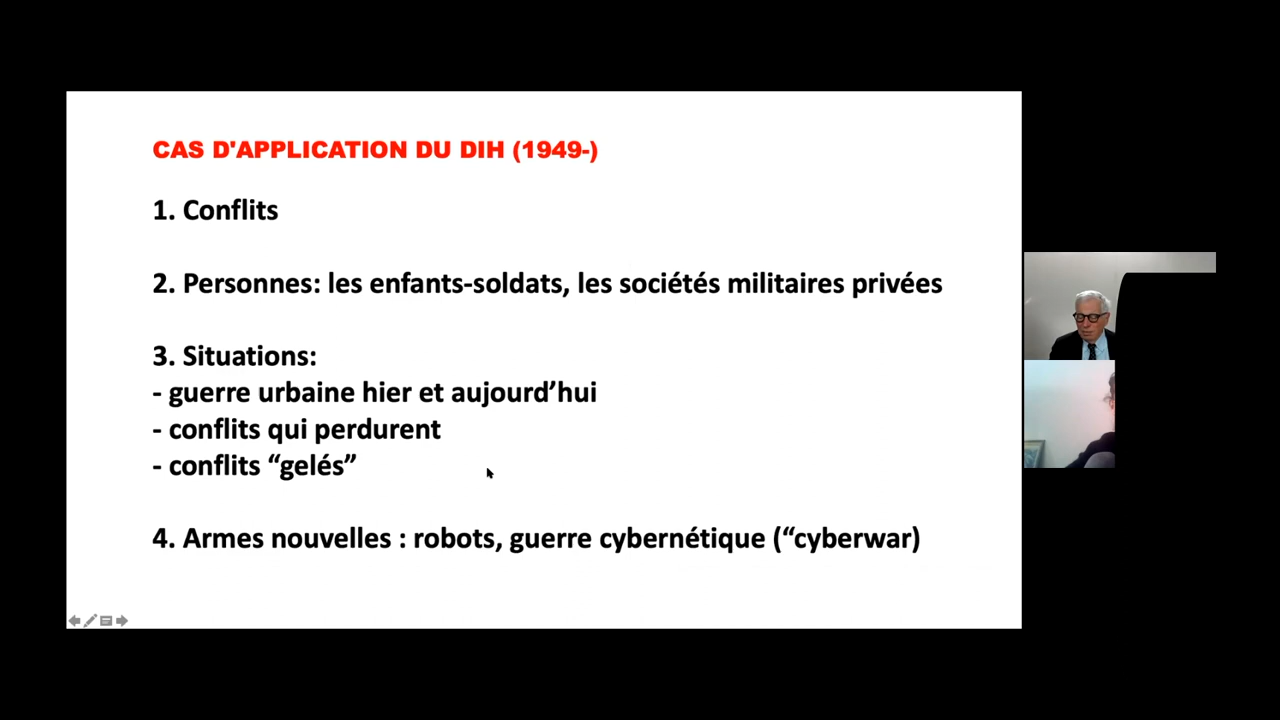 CAS D'APPLICATION DU DIH (1949-)
1. Conflits
2. Personnes: les enfants-soldats, les sociétés militaires privées
3. Situations:
- guerre urbaine hier et aujourd’hui
- conflits qui perdurent
- conflits “gelés”
4. Armes nouvelles : robots, guerre cybernétique (“cyberwar)